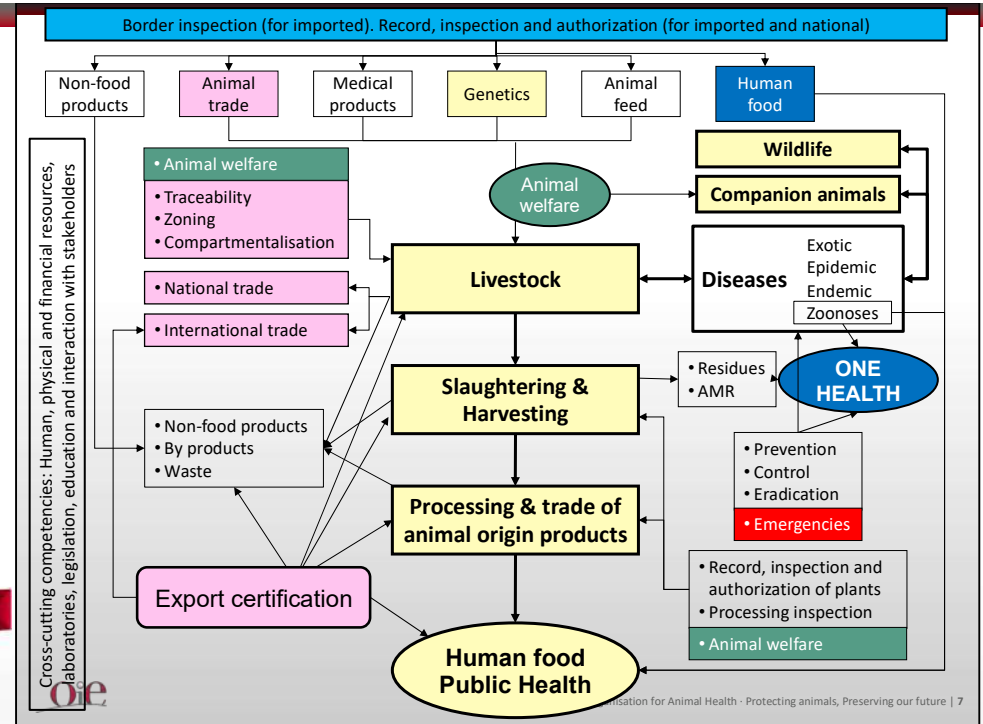 Border inspection (for imported). Record, inspection and authorization (for imported and national)
Non-food
products
Animal
trade
Medical
products
Genetics
Animal
feed
Human
food
Cross-cutting competencies: Human, physical and financial resources,
laboratories, legislation, education and interaction with stakeholders
• Animal welfare
• Traceability
• Zoning
• Compartmentalisation
Animal
welfare
Wildlife
Companion animals
• National trade
• International trade
Livestock
Diseases
Exotic
Epidemic
Endemic
Zoonoses
Slaughtering &
Harvesting
• Residues
• AMR
ONE
HEALTH
• Non-food products
• By products
• Waste
• Prevention
• Control
• Eradication
• Emergencies
Processing & trade of
animal origin products
• Record, inspection and
authorization of plants
• Processing inspection
• Animal welfare
Export certification
Human food
Public Health
Oie
for Animal Health · Protecting animals, Preserving our future | 7